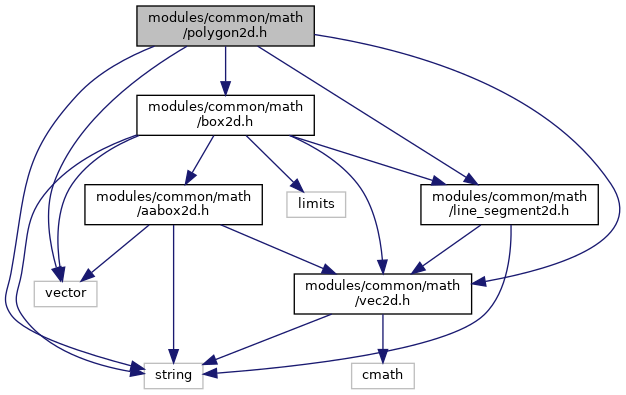 modules/common/math
/polygon2d.h
modules/common/math
/box2d.h
modules/common/math
/aabox2d.h
limits
modules/common/math
/line_segment2d.h
vector
modules/common/math
/vec2d.h
string
cmath